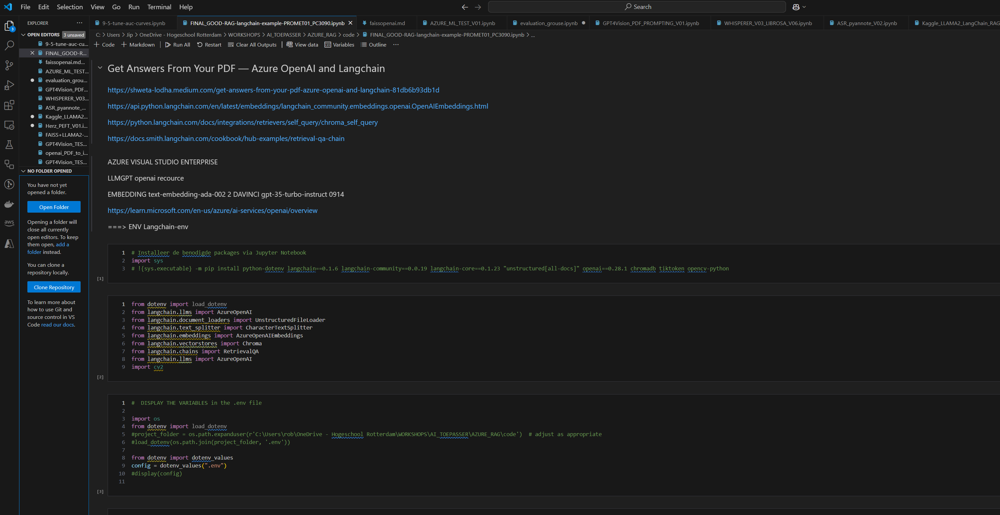 File Edit Selection View Go Run Terminal Help
Search
EXPLORER
9-5-tune-auc-curves.ipynb
FINAL_GOOD-RAG-langchain-example-PROMET01_PC3090.ipynb
faissopenai.md
AZURE_ML_TEST_V01.ipynb
evaluation_grouse.ipynb
GPT4Vision_PDF_PROMPTING_V01.ipynb
WHISPERER_V03_LIBROSA_V06.ipynb
ASR_pyannote_V02.ipynb
Kaggle_LLAMA2_LangChain_RAG
OPEN EDITORS 3 unsaved
9-5-tune-auc-cu...
FINAL_GOOD-R...
faissopenai.md...
AZURE_ML_TEST...
evaluation_grou...
GPT4Vision_PDF...
WHISPERER_V03...
ASR_pyannote_...
Kaggle_LLAMA2...
Herz_PEFT_V01.i...
FAISS+LLAMA2-...
GPT4Vision_TES...
openai_PDF_to_i...
GPT4Vision_TES...
NO FOLDER OPENED
You have not yet
opened a folder.
Open Folder
Opening a folder will
close all currently
open editors. To keep
them open, add a
folder instead.
You can clone a
repository locally.
Clone Repository
To learn more about
how to use Git and
source control in VS
Code read our docs.
aws
3
C: > Users > Jip > OneDrive - Hogeschool Rotterdam > WORKSHOPS > AI_TOEPASSER > AZURE_RAG > code > FINAL_GOOD-RAG-langchain-example-PROMET01_PC3090.ipynb > ...
+ Code + Markdown Run All Restart Clear All Outputs View data Variables Outline ...
Get Answers From Your PDF — Azure OpenAI and Langchain
https://shweta-lodha.medium.com/get-answers-from-your-pdf-azure-openai-and-langchain-81db6b93db1d
https://api.python.langchain.com/en/latest/embeddings/langchain_community.embeddings.openai.OpenAIEmbeddings.html
https://python.langchain.com/docs/integrations/retrievers/self_query/chroma_self_query
https://docs.smith.langchain.com/cookbook/hub-examples/retrieval-qa-chain
AZURE VISUAL STUDIO ENTERPRISE
LLMGPT openai recource
EMBEDDING text-embedding-ada-002 2 DAVINCI gpt-35-turbo-instruct 0914
https://learn.microsoft.com/en-us/azure/ai-services/openai/overview
===> ENV Langchain-env
1 # Installeer de benodigde packages via Jupyter Notebook
2 import sys
3 # !{sys.executable} -m pip install python-dotenv langchain==0.1.6 langchain-community==0.0.19 langchain-core==0.1.23 "unstructured[all-docs]" openai==0.28.1 chromadb tiktoken opencv-python
[1]
1 from dotenv import load_dotenv
2 from langchain.llms import AzureOpenAI
3 from langchain.document_loaders import UnstructuredFileLoader
4 from langchain.text_splitter import CharacterTextSplitter
5 from langchain.embeddings import AzureOpenAIEmbeddings
6 from langchain.vectorstores import Chroma
7 from langchain.chains import RetrievalQA
8 from langchain.llms import AzureOpenAI
9 import cv2
[2]
1 #  DISPLAY THE VARIABLES in the .env file
2
3 import os
4 from dotenv import load_dotenv
5 #project_folder = os.path.expanduser(r'C:\Users\rob\OneDrive - Hogeschool Rotterdam\WORKSHOPS\AI_TOEPASSER\AZURE_RAG\code')  # adjust as appropriate
6 #load_dotenv(os.path.join(project_folder, '.env'))
7
8 from dotenv import dotenv_values
9 config = dotenv_values(".env")
10 #display(config)
11
[3]